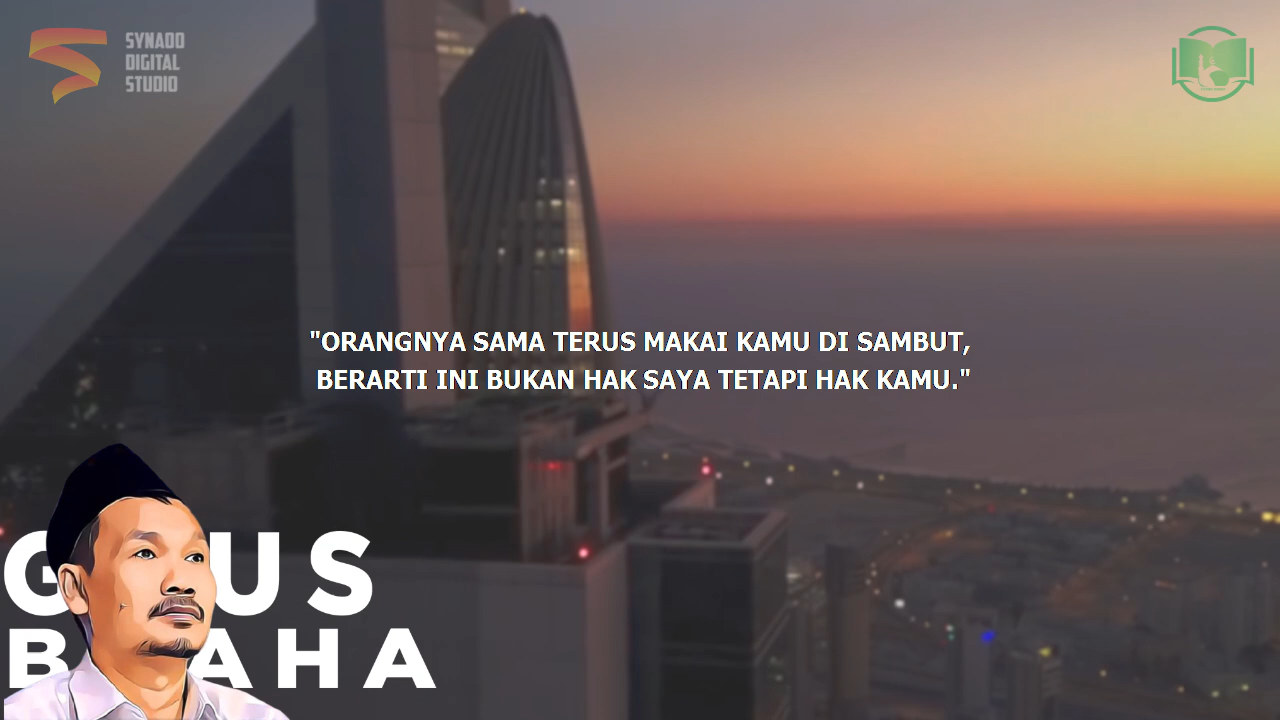 SYNADO
DIGITAL
STUDIO
"ORANGNYA SAMA TERUS MAKAI KAMU DI SAMBUT,
BERARTI INI BUKAN HAK SAYA TETAPI HAK KAMU."
GUS
BAHA